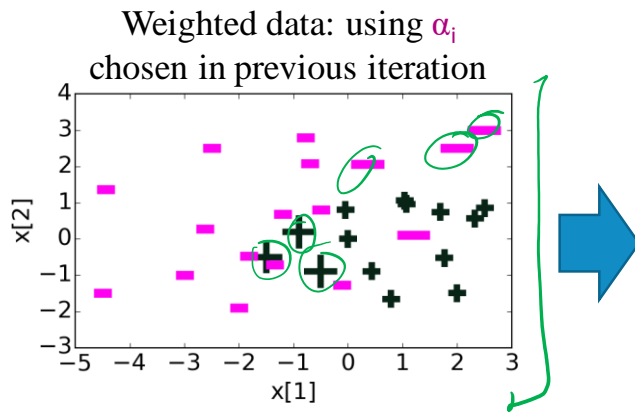 Weighted data: using αᵢ
chosen in previous iteration
4
3
2
1
0
−1
−2
−3
x[2]
−5 −4 −3 −2 −1 0 1 2 3
x[1]